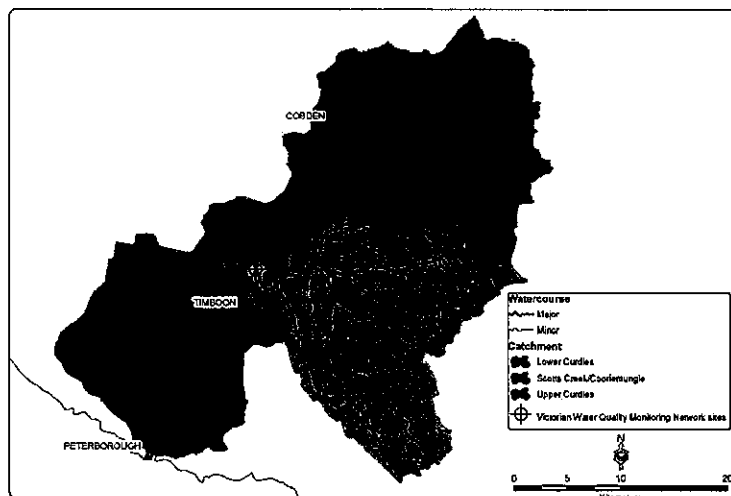 COBDEN
TIMBOON
PETERBOROUGH
Watercourse
Major
Minor
Catchment
Lower Curdies
Scotts Creek/Cooriemungle
Upper Curdies
Victorian Water Quality Monitoring Network sites
N
0 5 10 20